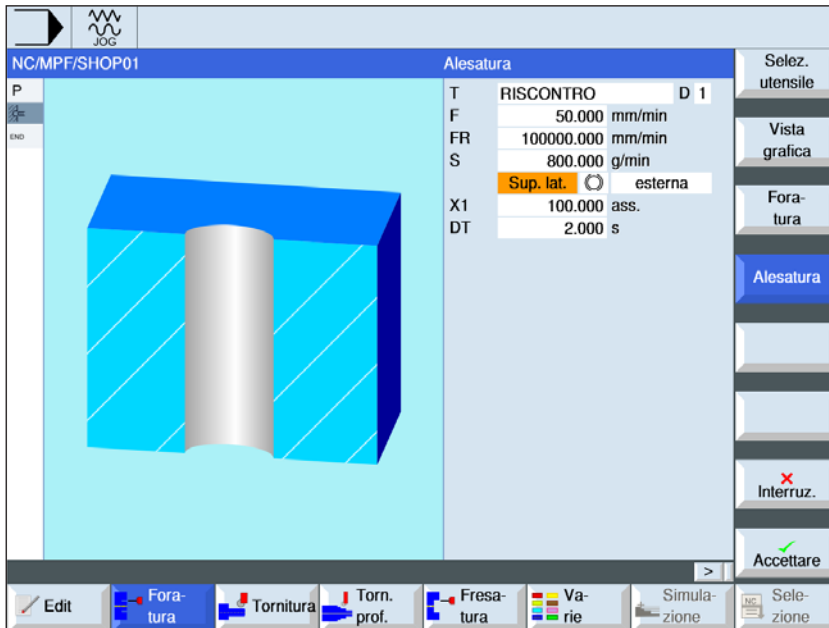 JOG
NC/MPF/SHOP01
Alesatura
P
END
T RISCONTRO D 1
F 50.000 mm/min
FR 100000.000 mm/min
S 800.000 g/min
Sup. lat. esterna
X1 100.000 ass.
DT 2.000 s
Selez.
utensile
Vista
grafica
Fora-
tura
Alesatura
Interruz.
Accettare
>
Edit
Fora-
tura
Tornitura
Torn.
prof.
Fresa-
tura
Va-
rie
Simula-
zione
NC
Sele-
zione